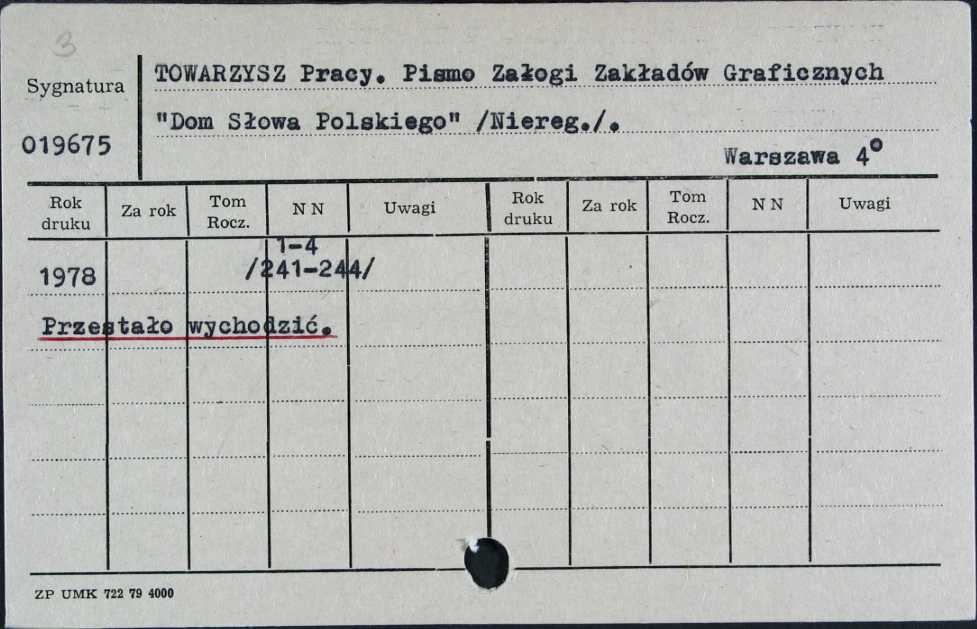 3
Sygnatura
019675
TOWARZYSZ Pracy. Pismo Załogi Zakładów Graficznych
"Dom Słowa Polskiego" /Niereg./.
Warszawa 4°
Rok druku Za rok Tom Rocz. N N Uwagi Rok druku Za rok Tom Rocz. N N Uwagi
1-4
1978 /241-244/
Przestało wychodzić.
ZP UMK 722 79 4000